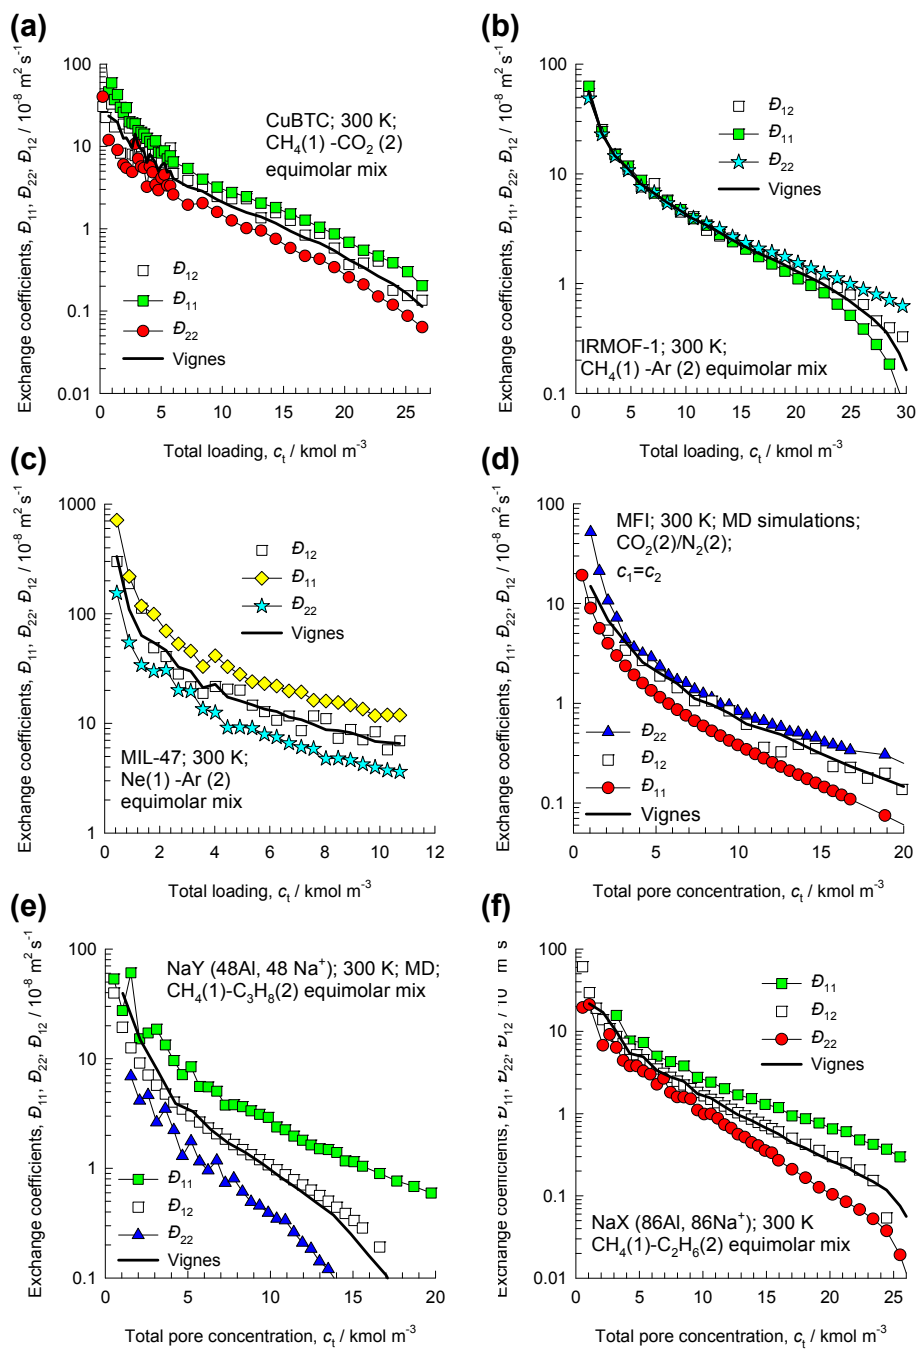 (a)
Exchange coefficients, Đ11, Đ22, Đ12 / 10-8 m2 s-1
100
10
1
0.1
0.01
CuBTC; 300 K;
CH4(1) -CO2 (2)
equimolar mix
Đ12
Đ11
Đ22
Vignes
0 5 10 15 20 25
Total loading, ct / kmol m-3
(b)
Exchange coefficients, Đ11, Đ22, Đ12 / 10-8 m2 s-1
100
10
1
0.1
Đ12
Đ11
Đ22
Vignes
IRMOF-1; 300 K;
CH4(1) -Ar (2) equimolar mix
0 5 10 15 20 25 30
Total loading, ct / kmol m-3
(c)
Exchange coefficients, Đ11, Đ22, Đ12 / 10-8 m2 s-1
1000
100
10
1
Đ12
Đ11
Đ22
Vignes
MIL-47; 300 K;
Ne(1) -Ar (2)
equimolar mix
0 2 4 6 8 10 12
Total loading, ct / kmol m-3
(d)
Exchange coefficients, Đ11, Đ22, Đ12 / 10-8 m2 s-1
100
10
1
0.1
MFI; 300 K; MD simulations;
CO2(2)/N2(2);
c1=c2
Đ22
Đ12
Đ11
Vignes
0 5 10 15 20
Total pore concentration, ct / kmol m-3
(e)
Exchange coefficients, Đ11, Đ22, Đ12 / 10-8 m2 s-1
100
10
1
0.1
NaY (48Al, 48 Na+); 300 K; MD;
CH4(1)-C3H8(2) equimolar mix
Đ11
Đ12
Đ22
Vignes
0 5 10 15 20
Total pore concentration, ct / kmol m-3
(f)
Exchange coefficients, Đ11, Đ22, Đ12 / 10 m s
100
10
1
0.1
0.01
Đ11
Đ12
Đ22
Vignes
NaX (86Al, 86Na+); 300 K
CH4(1)-C2H6(2) equimolar mix
0 5 10 15 20 25
Total pore concentration, ct / kmol m-3